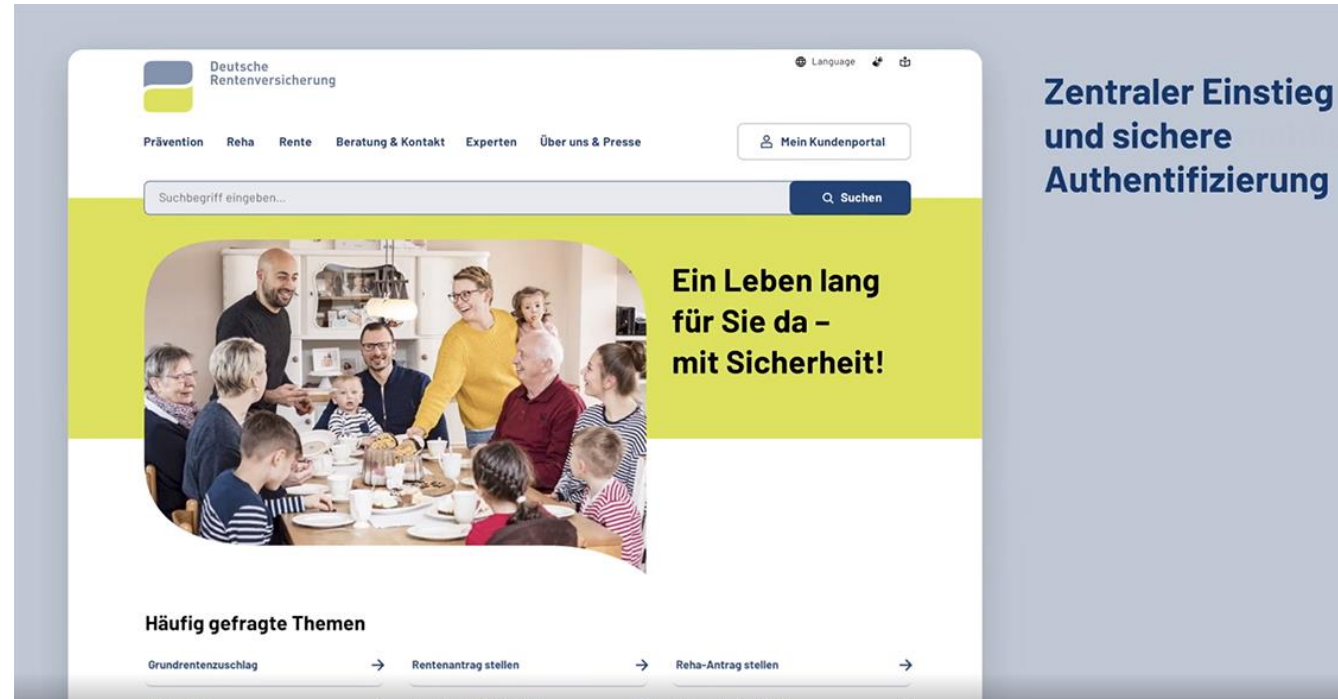 Deutsche
Rentenversicherung
Language
Prävention Reha Rente Beratung & Kontakt Experten Über uns & Presse
Mein Kundenportal
Suchbegriff eingeben...
Suchen
Ein Leben lang
für Sie da –
mit Sicherheit!
Häufig gefragte Themen
Grundrentenzuschlag
Rentenantrag stellen
Reha-Antrag stellen
Zentraler Einstieg
und sichere
Authentifizierung